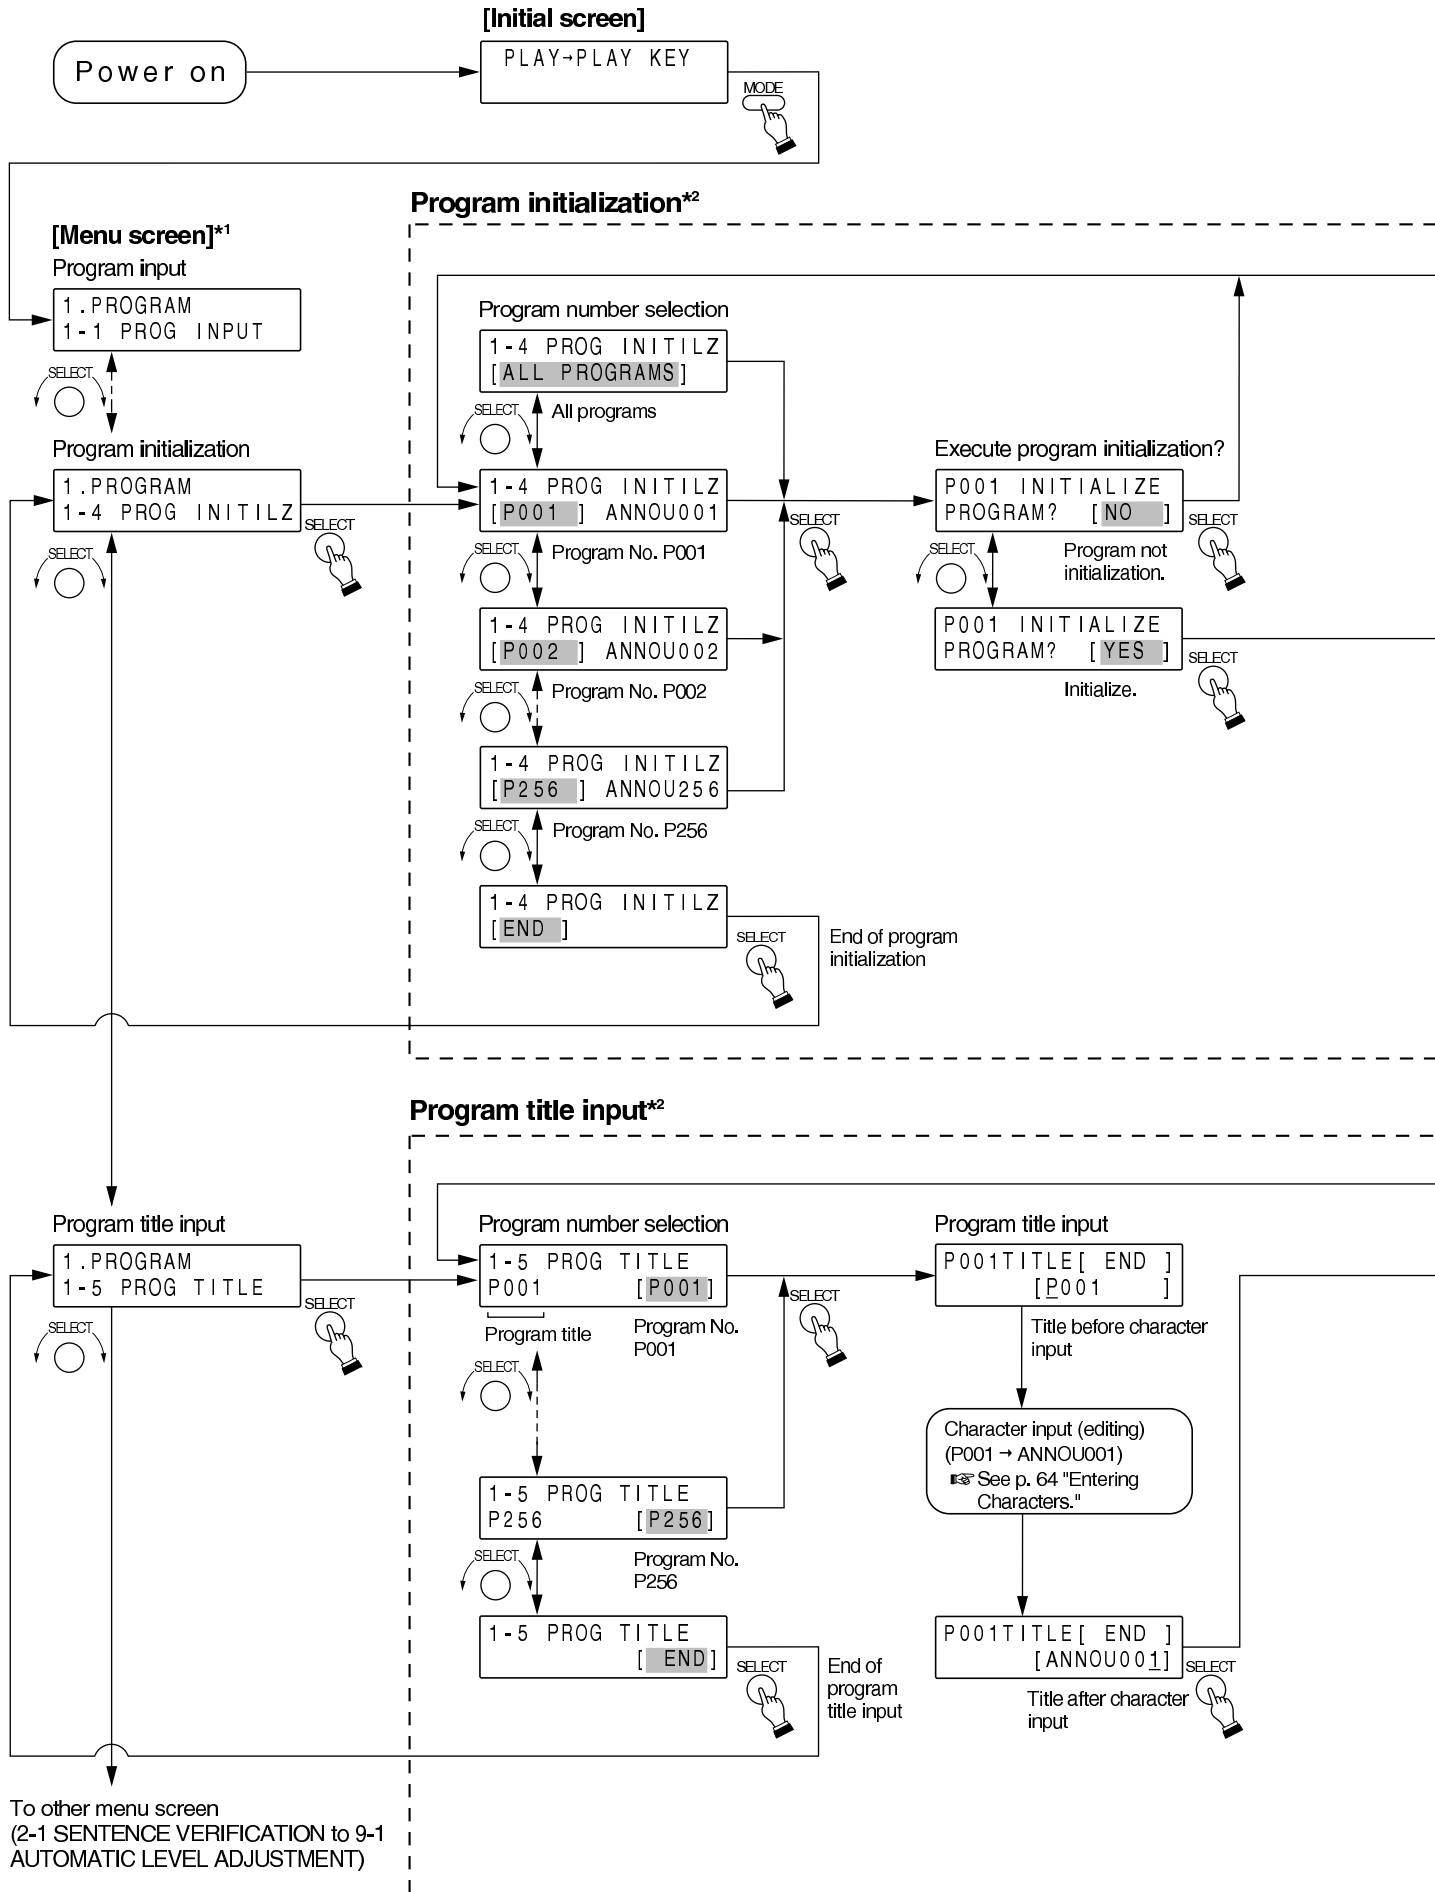 [Initial screen]
Power on
PLAY→PLAY KEY
MODE
Program initialization*2
[Menu screen]*1
Program input
1.PROGRAM
1-1 PROG INPUT
SELECT
Program initialization
1.PROGRAM
1-4 PROG INITILZ
SELECT
SELECT
Program number selection
1-4 PROG INITILZ
[ALL PROGRAMS]
SELECT
All programs
1-4 PROG INITILZ
[P001 ] ANNOU001
SELECT
SELECT
Program No. P001
1-4 PROG INITILZ
[P002 ] ANNOU002
SELECT
Program No. P002
1-4 PROG INITILZ
[P256 ] ANNOU256
SELECT
Program No. P256
1-4 PROG INITILZ
[END ]
SELECT
End of program
initialization
Execute program initialization?
P001 INITIALIZE
PROGRAM? [NO ]
SELECT
SELECT
Program not
initialization.
P001 INITIALIZE
PROGRAM? [YES ]
SELECT
Initialize.
Program title input*2
Program title input
1.PROGRAM
1-5 PROG TITLE
SELECT
SELECT
Program number selection
1-5 PROG TITLE
P001 [P001]
SELECT
Program title
Program No.
P001
SELECT
1-5 PROG TITLE
P256 [P256]
SELECT
Program No.
P256
1-5 PROG TITLE
[ END]
SELECT
End of
program
title input
Program title input
P001TITLE[ END ]
[P001 ]
Title before character
input
Character input (editing)
(P001 → ANNOU001)
☞ See p. 64 "Entering
Characters."
P001TITLE[ END ]
[ANNOU001]
SELECT
Title after character
input
To other menu screen
(2-1 SENTENCE VERIFICATION to 9-1
AUTOMATIC LEVEL ADJUSTMENT)